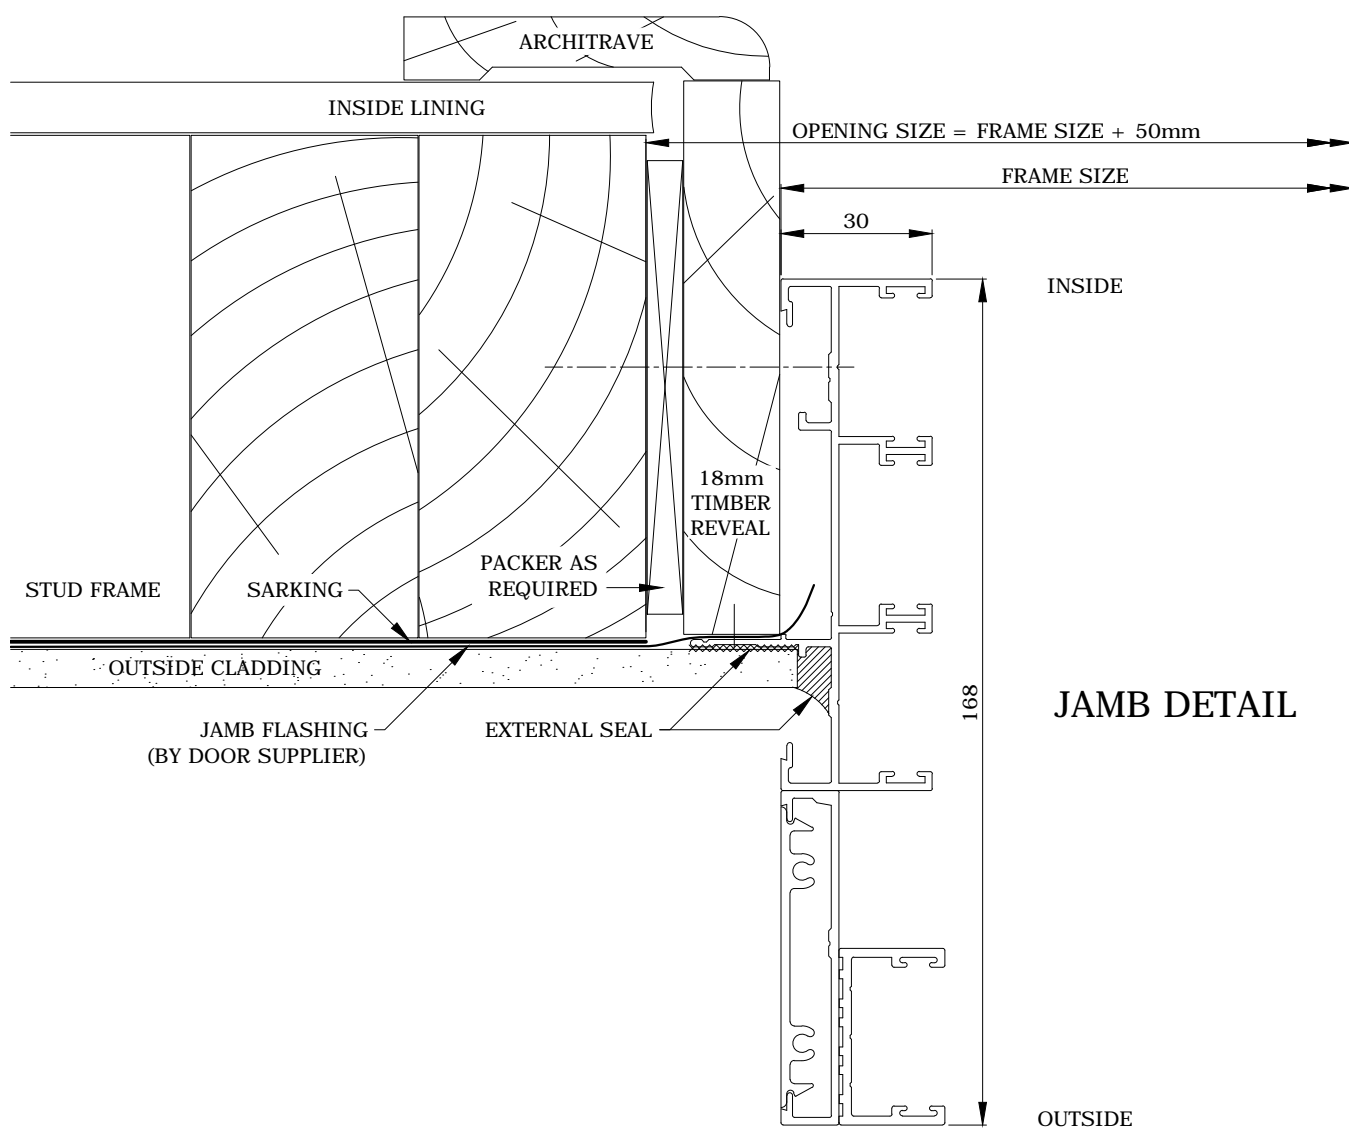 ARCHITRAVE
INSIDE LINING
OPENING SIZE = FRAME SIZE + 50mm
FRAME SIZE
30
INSIDE
18mm
TIMBER
REVEAL
PACKER AS
REQUIRED
STUD FRAME
SARKING
OUTSIDE CLADDING
168
JAMB DETAIL
JAMB FLASHING
(BY DOOR SUPPLIER)
EXTERNAL SEAL
OUTSIDE